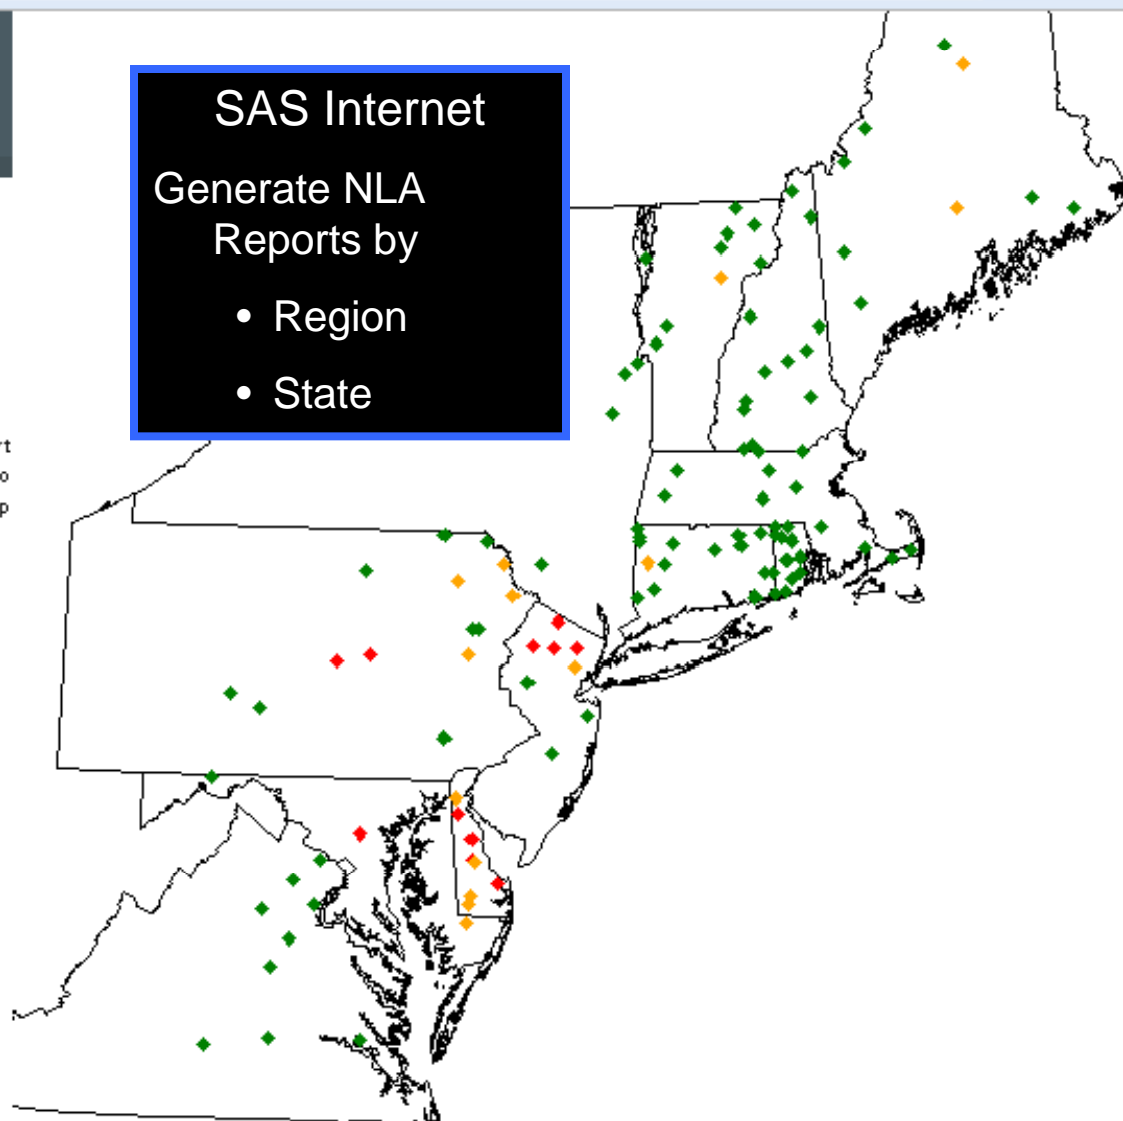 SAS Internet
Generate NLA
Reports by
• Region
• State